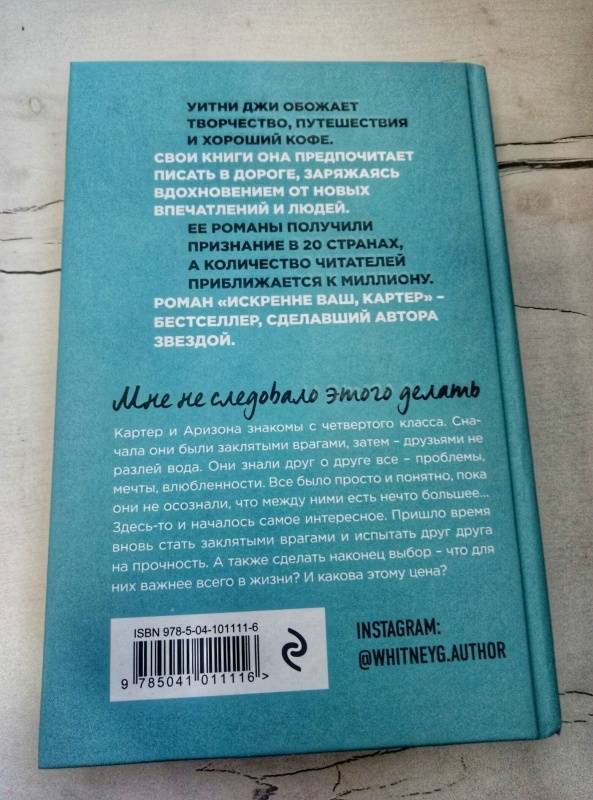 УИТНИ ДЖИ ОБОЖАЕТ
ТВОРЧЕСТВО, ПУТЕШЕСТВИЯ
И ХОРОШИЙ КОФЕ.
СВОИ КНИГИ ОНА ПРЕДПОЧИТАЕТ
ПИСАТЬ В ДОРОГЕ, ЗАРЯЖАЯСЬ
ВДОХНОВЕНИЕМ ОТ НОВЫХ
ВПЕЧАТЛЕНИЙ И ЛЮДЕЙ.
ЕЕ РОМАНЫ ПОЛУЧИЛИ
ПРИЗНАНИЕ В 20 СТРАНАХ,
А КОЛИЧЕСТВО ЧИТАТЕЛЕЙ
ПРИБЛИЖАЕТСЯ К МИЛЛИОНУ.
РОМАН «ИСКРЕННЕ ВАШ, КАРТЕР» –
БЕСТСЕЛЛЕР, СДЕЛАВШИЙ АВТОРА
ЗВЕЗДОЙ.
Мне не следовало этого делать
Картер и Аризона знакомы с четвертого класса. Сна-
чала они были заклятыми врагами, затем – друзьями не
разлей вода. Они знали друг о друге все – проблемы,
мечты, влюбленности. Все было просто и понятно, пока
они не осознали, что между ними есть нечто большее...
Здесь-то и началось самое интересное. Пришло время
вновь стать заклятыми врагами и испытать друг друга
на прочность. А также сделать наконец выбор – что для
них важнее всего в жизни? И какова этому цена?
ISBN 978-5-04-101111-6
9 785041 011116 >
INSTAGRAM:
@WHITNEYG.AUTHOR